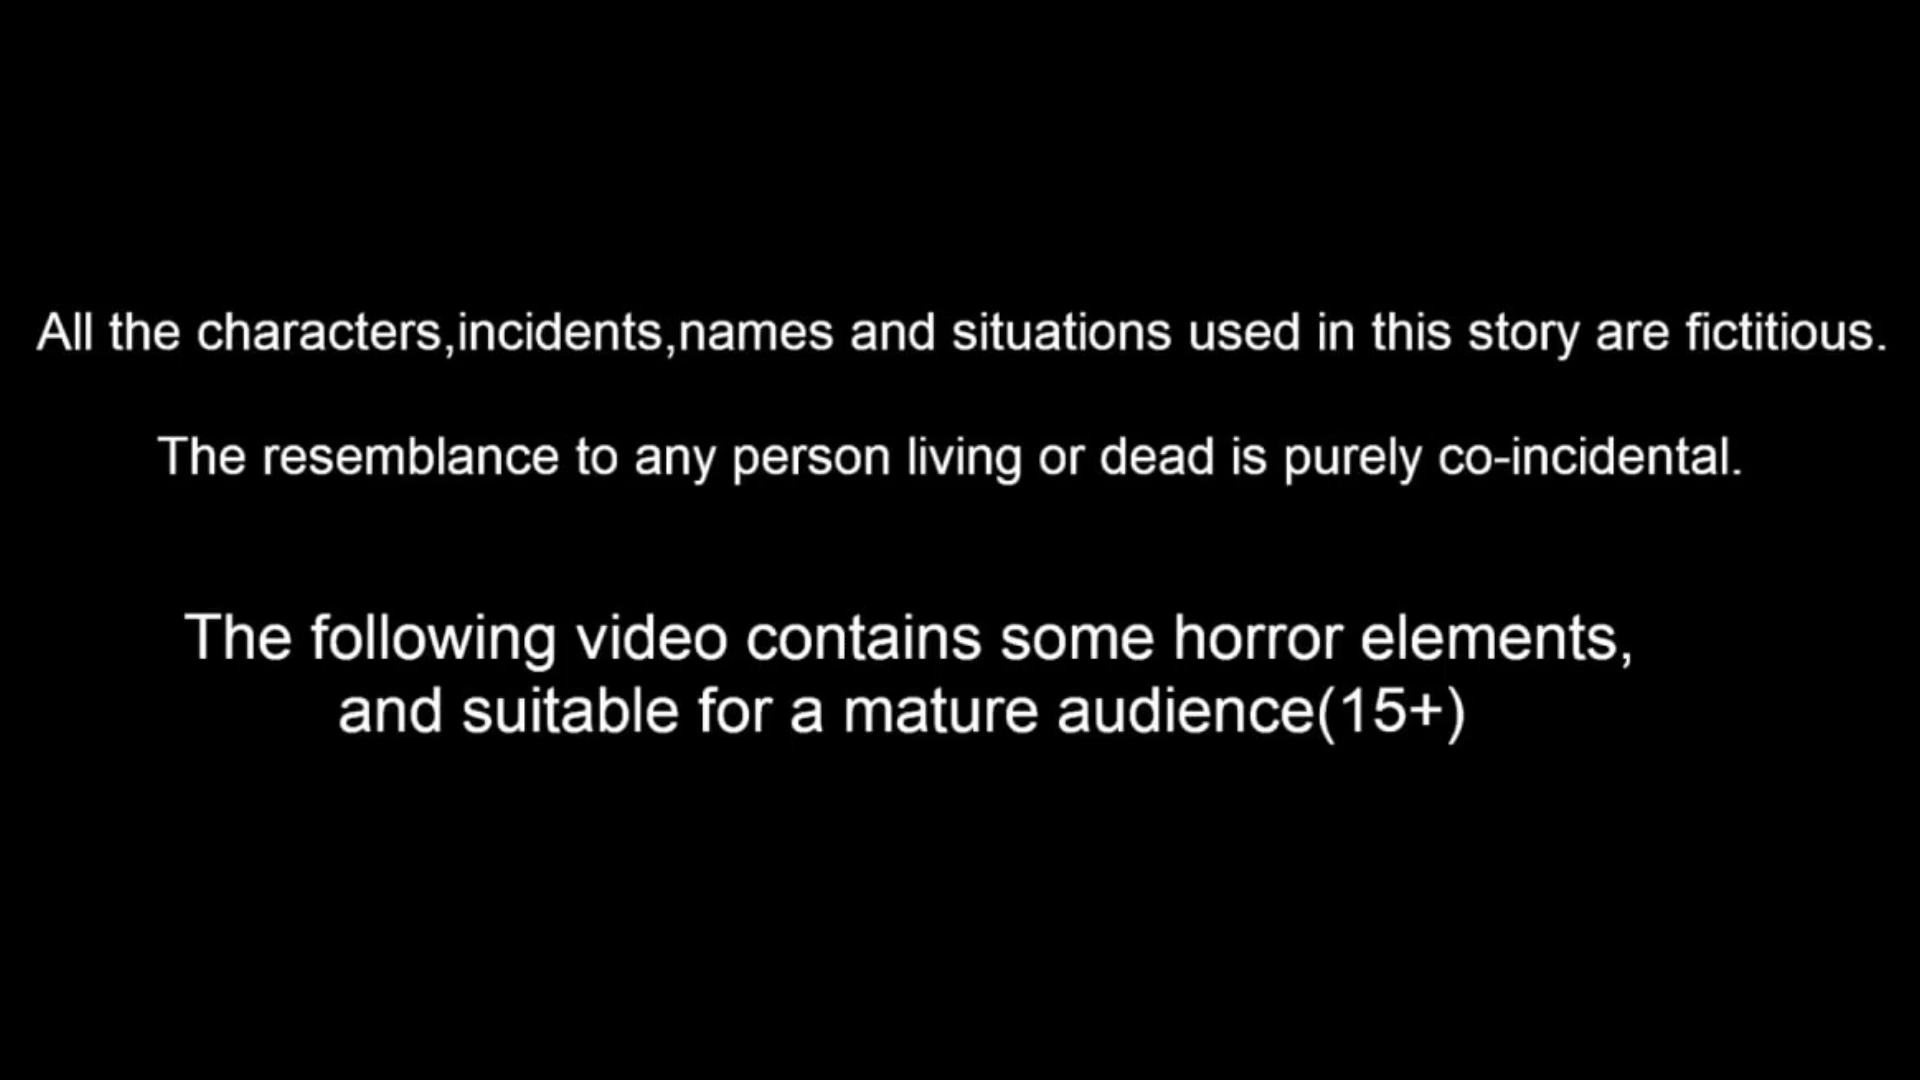 All the characters,incidents,names and situations used in this story are fictitious.
The resemblance to any person living or dead is purely co-incidental.
The following video contains some horror elements,
and suitable for a mature audience(15+)